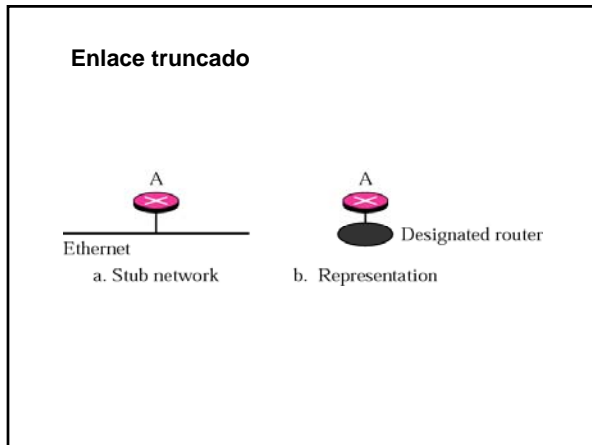 Enlace truncado
A
Ethernet
a. Stub network
A
Designated router
b. Representation